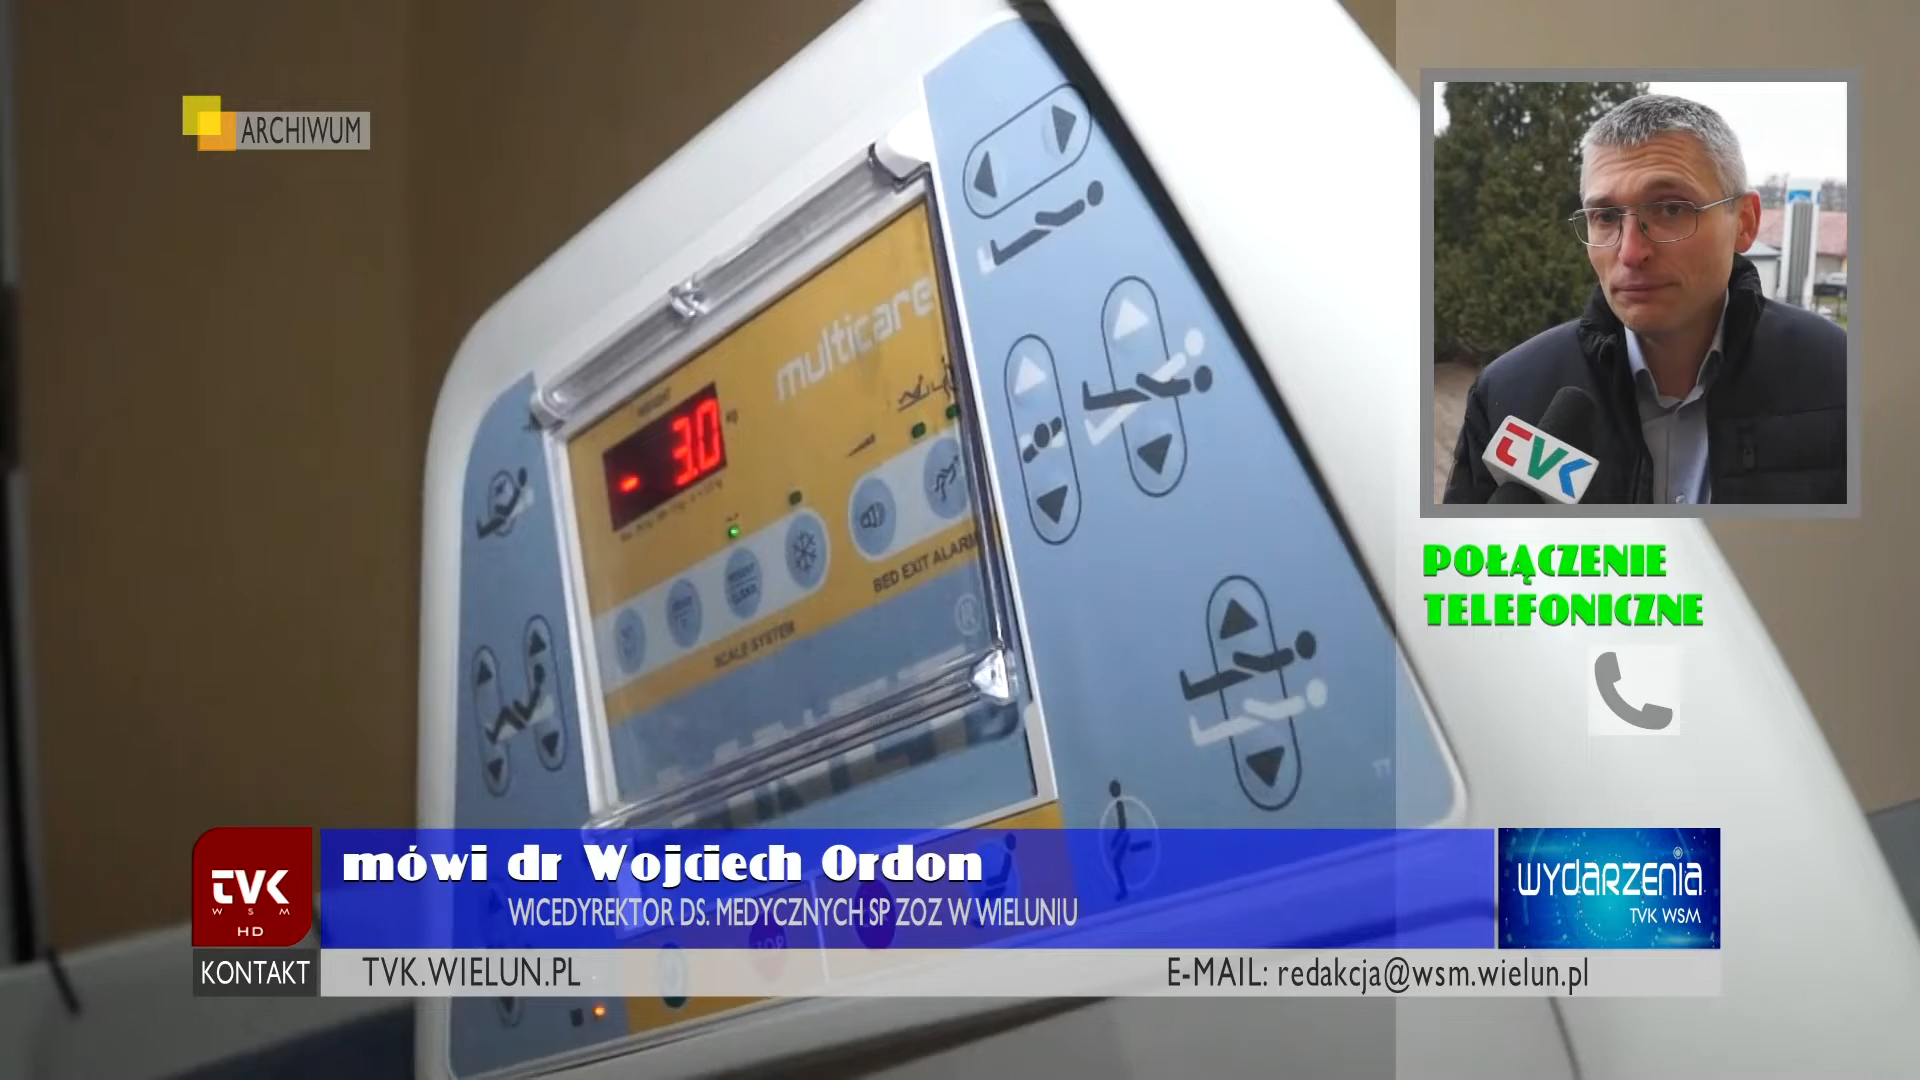 ARCHIWUM
multicare
- 3.0
kg
BED EXIT ALARM
SCALE SYSTEM
®
TVK
POŁĄCZENIE
TELEFONICZNE
TVK
WSM
HD
mówi dr Wojciech Ordon
WICEDYREKTOR DS. MEDYCZNYCH SP ZOZ W WIELUNIU
WYDARZENIA
TVK WSM
KONTAKT
TVK.WIELUN.PL
E-MAIL: redakcja@wsm.wielun.pl